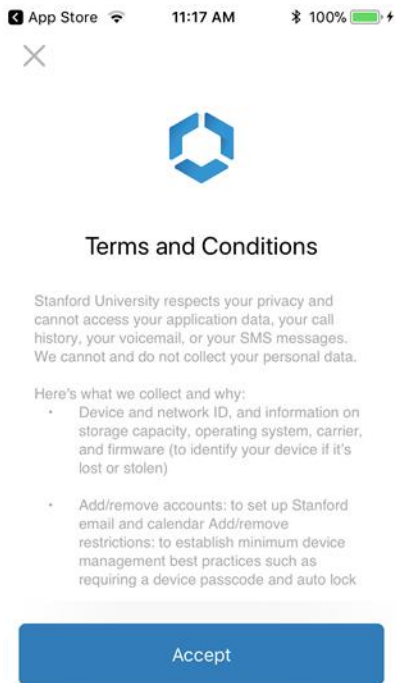 App Store 11:17 AM 100%
Terms and Conditions
Stanford University respects your privacy and
cannot access your application data, your call
history, your voicemail, or your SMS messages.
We cannot and do not collect your personal data.
Here's what we collect and why:
· Device and network ID, and information on
storage capacity, operating system, carrier,
and firmware (to identify your device if it's
lost or stolen)
· Add/remove accounts: to set up Stanford
email and calendar Add/remove
restrictions: to establish minimum device
management best practices such as
requiring a device passcode and auto lock
Accept